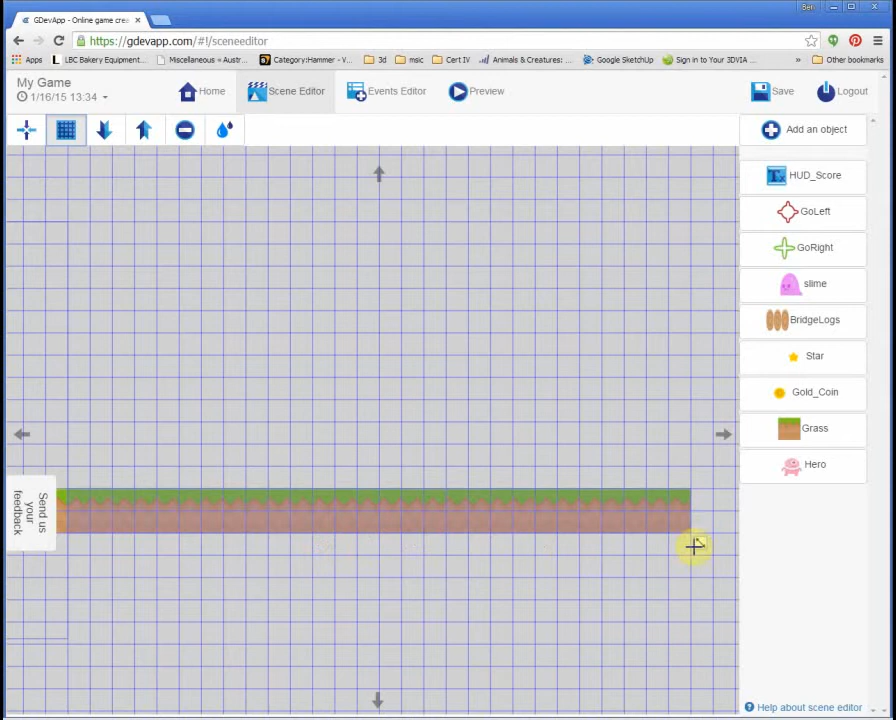 Ben
GDevApp - Online game cre
https://gdevapp.com/#!/sceneeditor
Apps
LBC Bakery Equipment...
Miscellaneous « Austr...
Category:Hammer - V...
3d
msic
Cert IV
Animals & Creatures: ...
Google SketchUp
Sign in to Your 3DVIA ...
»
Other bookmarks
My Game
1/16/15 13:34
Home
Scene Editor
Events Editor
Preview
Save
Logout
Add an object
Tx
HUD_Score
GoLeft
GoRight
slime
BridgeLogs
Star
Gold_Coin
Grass
Hero
Send us
your
feedback
Help about scene editor